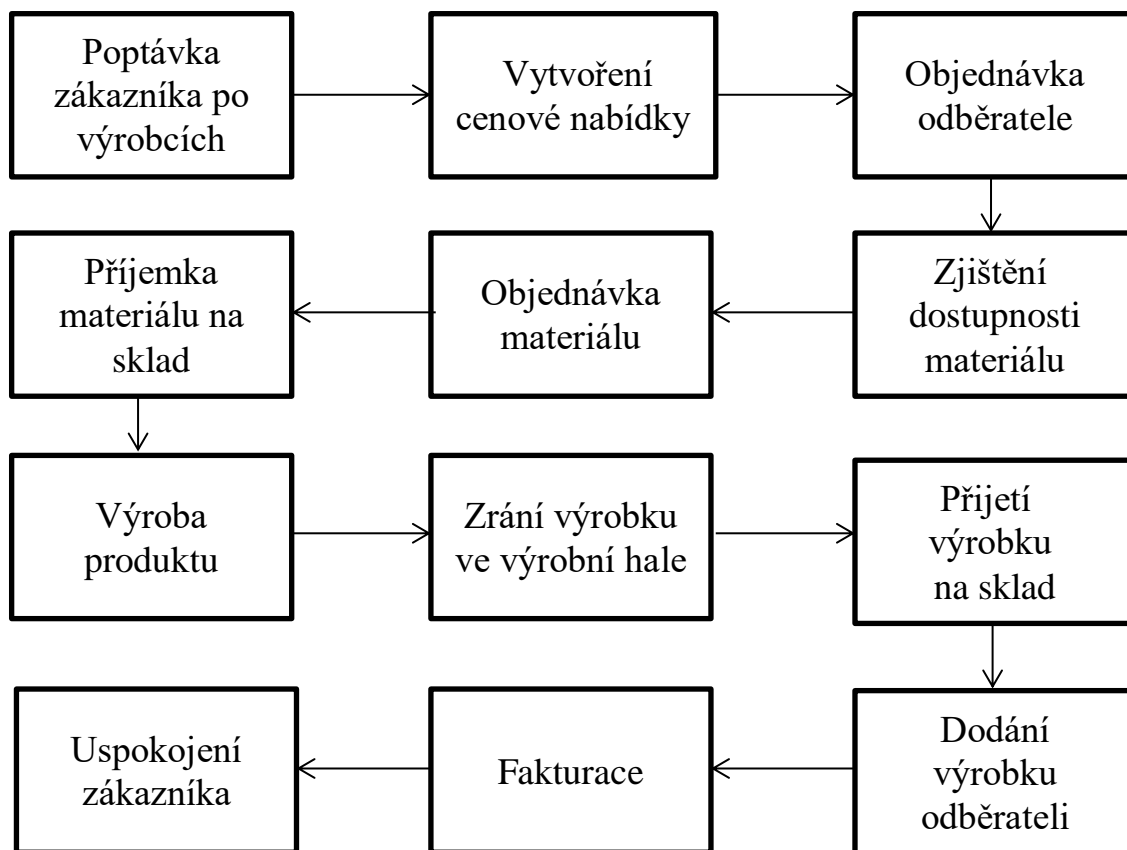 Poptávka
zákazníka po
výrobcích
Vytvoření
cenové nabídky
Objednávka
odběratele
Příjemka
materiálu na
sklad
Objednávka
materiálu
Zjištění
dostupnosti
materiálu
Výroba
produktu
Zrání výrobku
ve výrobní hale
Přijetí
výrobku
na sklad
Uspokojení
zákazníka
Fakturace
Dodání
výrobku
odběrateli